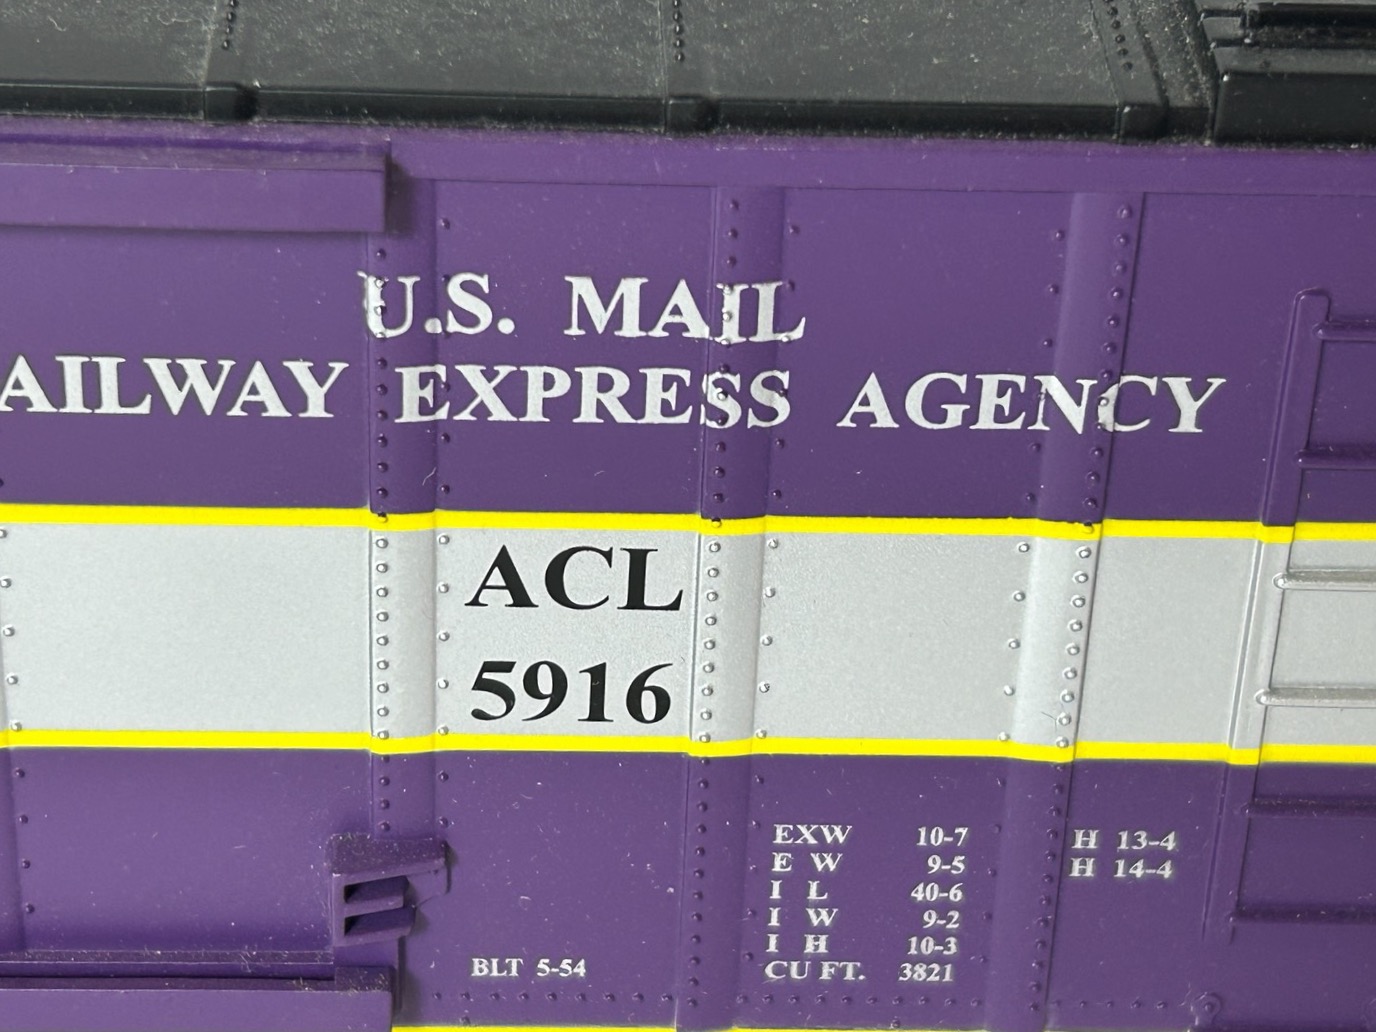 U.S. MAIL
AILWAY EXPRESS AGENCY
ACL
5916
EXW 10-7 H 13-4
E W 9-5 H 14-4
I L 40-6
I W 9-2
I H 10-3
BLT 5-54 CU FT. 3821